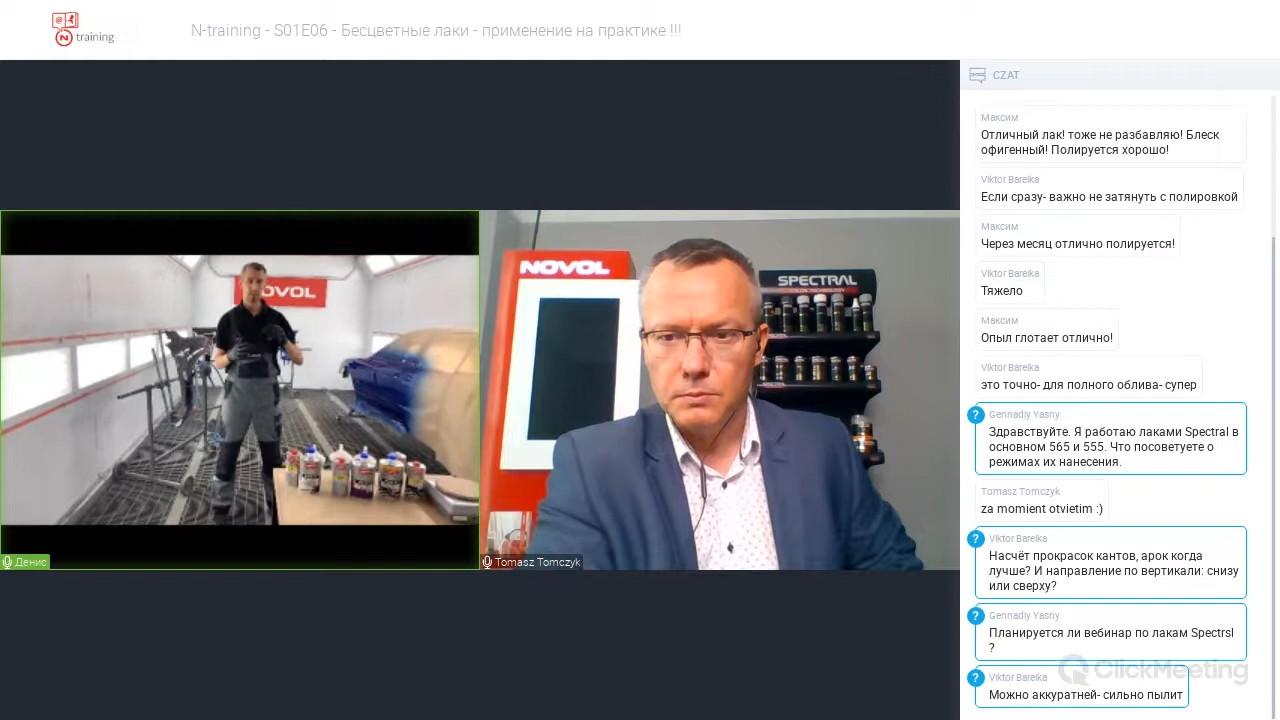 N training
N-training - S01E06 - Бесцветные лаки - применение на практике !!!
NOVOL
Денис
NOVOL
SPECTRAL
Tomasz Tomczyk
CZAT
Максим
Отличный лак! тоже не разбавляю! Блеск
офигенный! Полируется хорошо!
Viktor Bareika
Если сразу- важно не затянуть с полировкой
Максим
Через месяц отлично полируется!
Viktor Bareika
Тяжело
Максим
Опыл глотает отлично!
Viktor Bareika
это точно- для полного облива- супер
Gennadiy Yasny
Здравствуйте. Я работаю лаками Spectral в
основном 565 и 555. Что посоветуете о
режимах их нанесения.
Tomasz Tomczyk
za momient otvietim :)
Viktor Bareika
Насчёт прокрасок кантов, арок когда
лучше? И направление по вертикали: снизу
или сверху?
Gennadiy Yasny
Планируется ли вебинар по лакам Spectrsl
?
ClickMeeting
Viktor Bareika
Можно аккуратней- сильно пылит